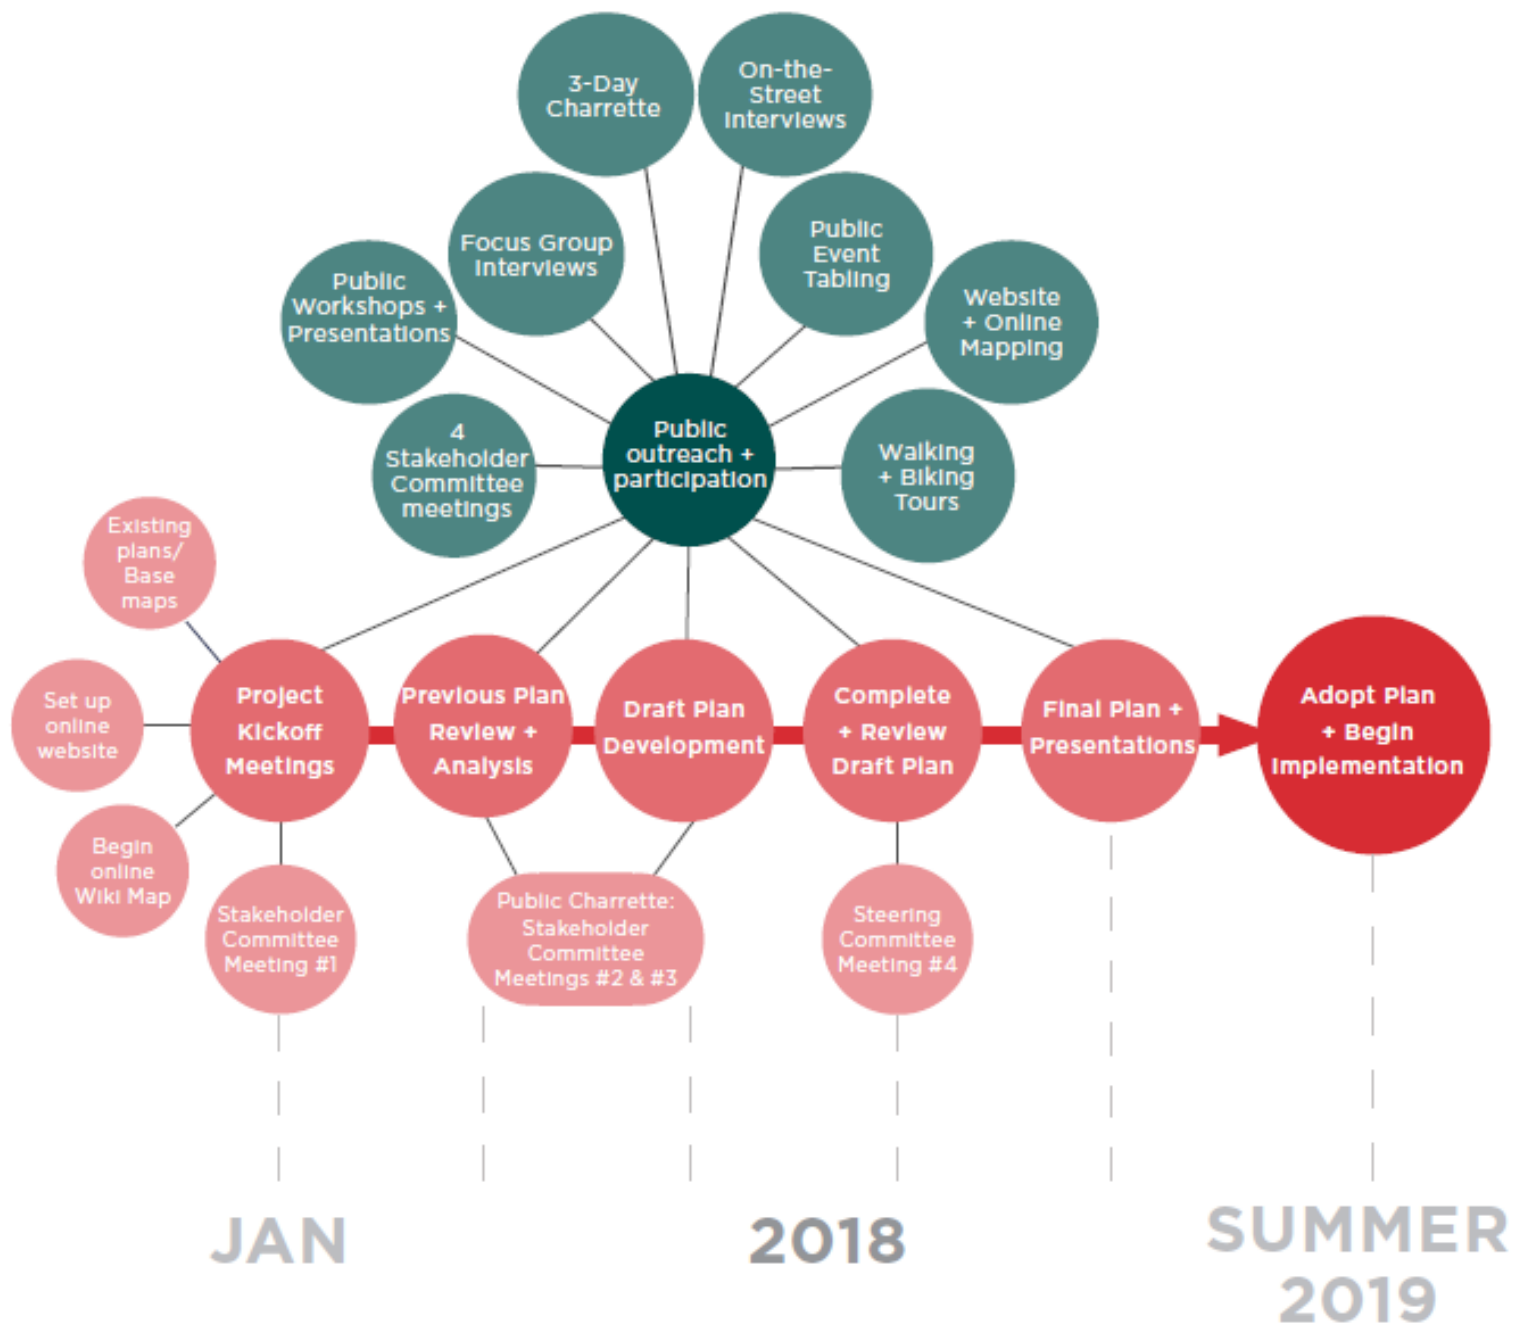 3-Day
Charrette
On-the-
Street
Interviews
Focus Group
Interviews
Public
Event
Tabling
Public
Workshops +
Presentations
Website
+ Online
Mapping
4
Stakeholder
Committee
meetings
Public
outreach +
participation
Walking
+ Biking
Tours
Existing
plans/
Base
maps
Set up
online
website
Begin
online
Wiki Map
Project
Kickoff
Meetings
Previous Plan
Review +
Analysis
Draft Plan
Development
Complete
+ Review
Draft Plan
Final Plan +
Presentations
Adopt Plan
+ Begin
Implementation
Stakeholder
Committee
Meeting #1
Public Charrette:
Stakeholder
Committee
Meetings #2 & #3
Steering
Committee
Meeting #4
JAN
2018
SUMMER
2019